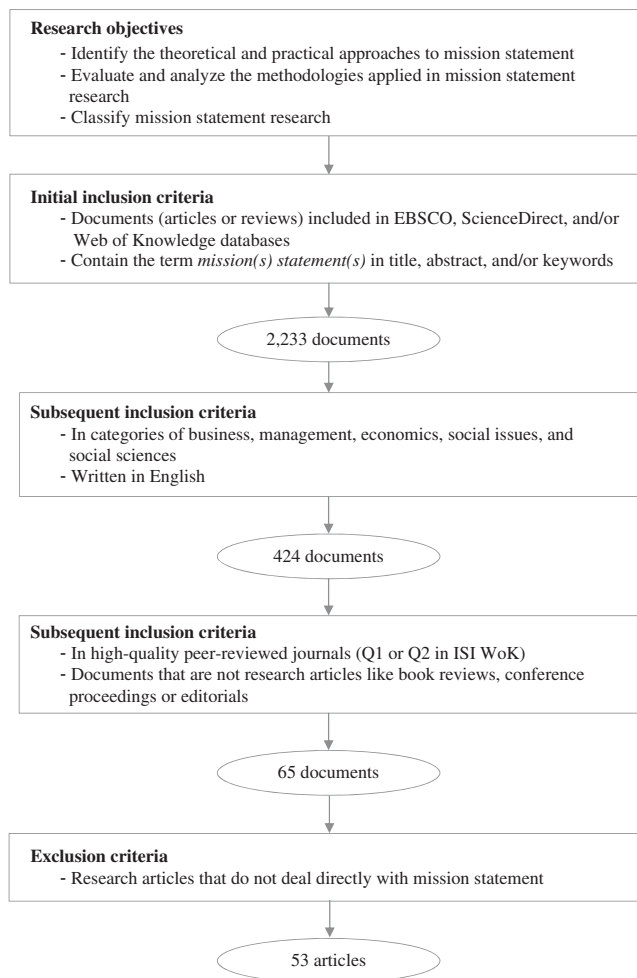 Research objectives
- Identify the theoretical and practical approaches to mission statement
- Evaluate and analyze the methodologies applied in mission statement
research
- Classify mission statement research
Initial inclusion criteria
- Documents (articles or reviews) included in EBSCO, ScienceDirect, and/or
Web of Knowledge databases
- Contain the term mission(s) statement(s) in title, abstract, and/or keywords
2,233 documents
Subsequent inclusion criteria
- In categories of business, management, economics, social issues, and
social sciences
- Written in English
424 documents
Subsequent inclusion criteria
- In high-quality peer-reviewed journals (Q1 or Q2 in ISI WoK)
- Documents that are not research articles like book reviews, conference
proceedings or editorials
65 documents
Exclusion criteria
- Research articles that do not deal directly with mission statement
53 articles